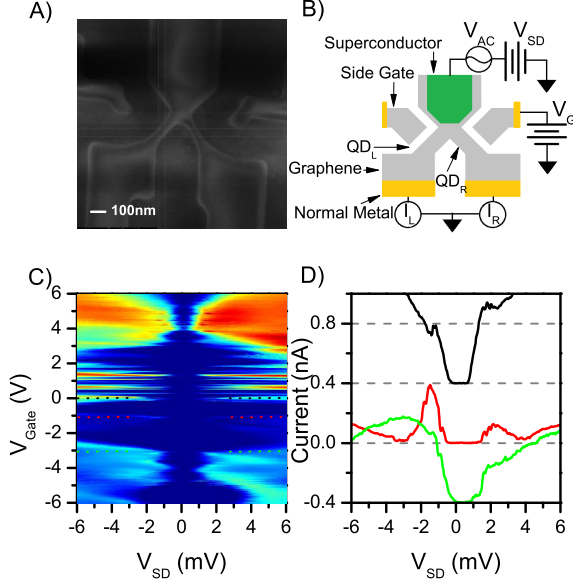 A)
100nm
B)
Superconductor
V_AC
V_SD
Side Gate
V_G
QD_L
Graphene
QD_R
Normal Metal
I_L
I_R
C)
6
4
2
0
-2
-4
-6
V_Gate (V)
-6 -4 -2 0 2 4 6
V_SD (mV)
D)
0.8
0.4
0.0
-0.4
Current (nA)
-6 -4 -2 0 2 4 6
V_SD (mV)